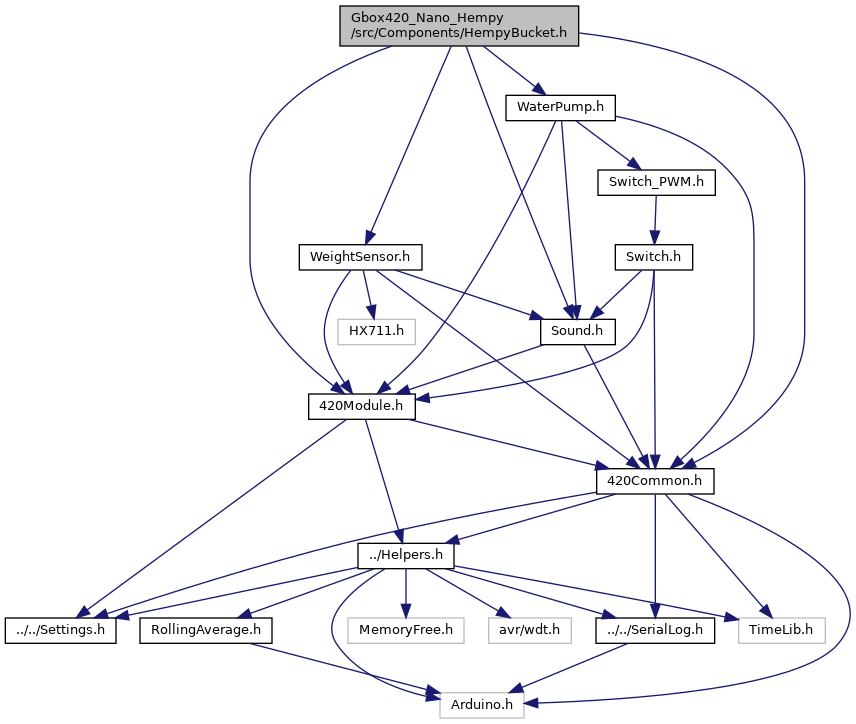 Gbox420_Nano_Hempy
/src/Components/HempyBucket.h
WaterPump.h
Switch_PWM.h
WeightSensor.h
Switch.h
HX711.h
Sound.h
420Module.h
420Common.h
../Helpers.h
../../Settings.h
RollingAverage.h
MemoryFree.h
avr/wdt.h
../../SerialLog.h
TimeLib.h
Arduino.h